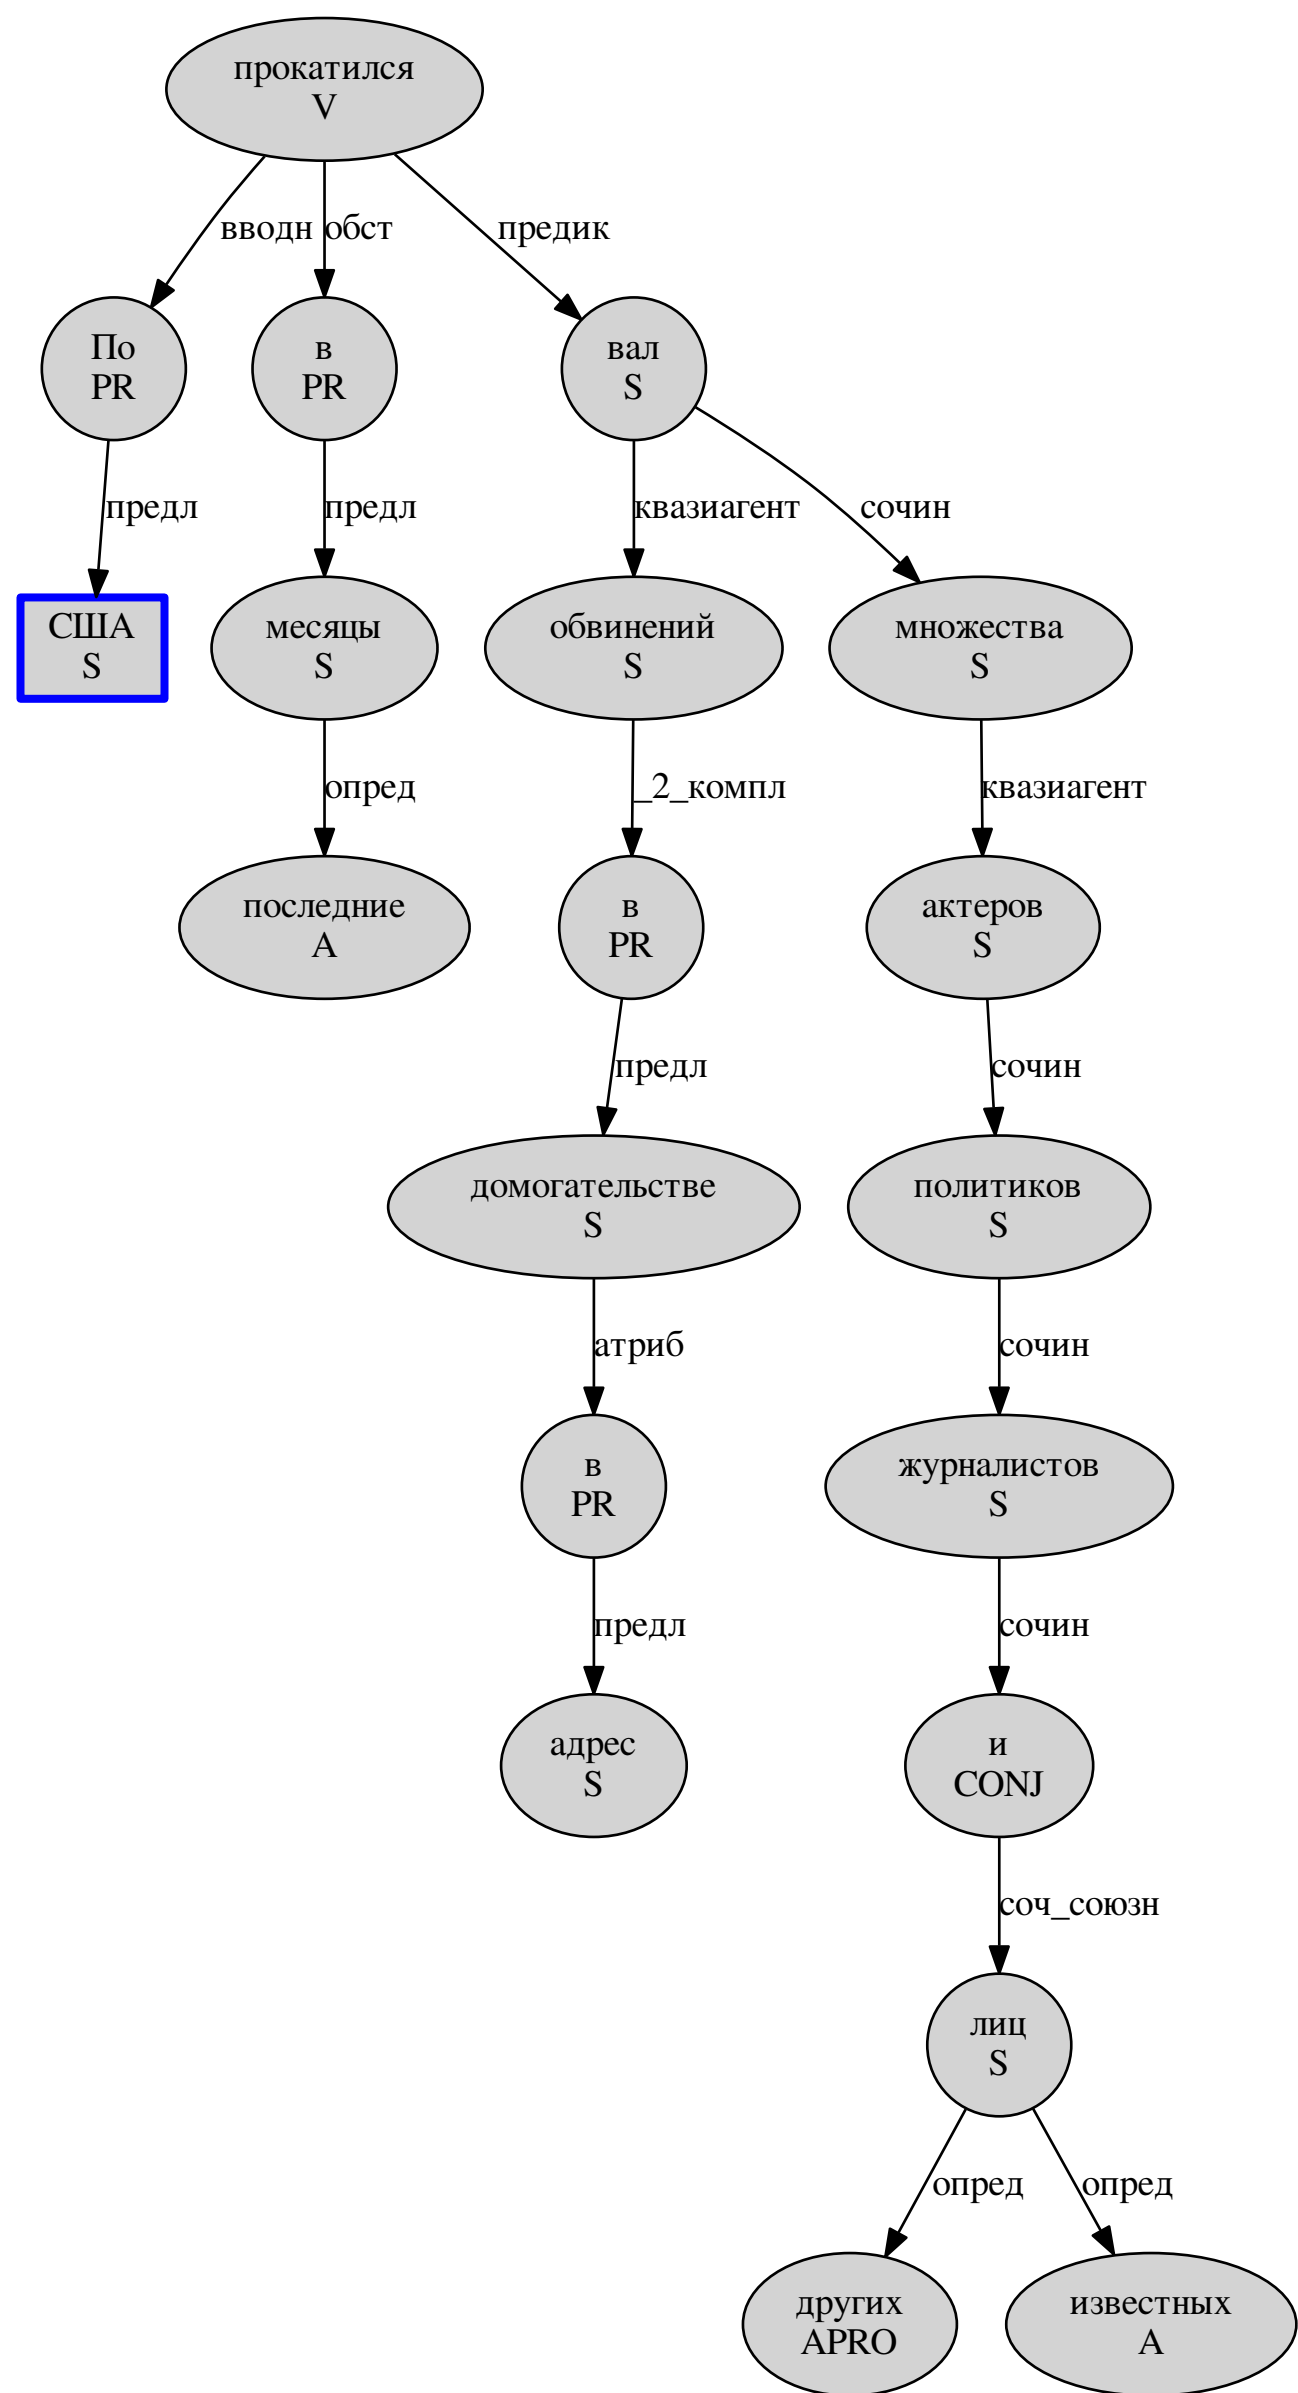 прокатился
V
вводн
обст
предик
По
PR
в
PR
вал
S
предл
предл
квазиагент
сочин
США
S
месяцы
S
обвинений
S
множества
S
опред
_2_компл
квазиагент
последние
A
в
PR
актеров
S
предл
сочин
домогательстве
S
политиков
S
атриб
сочин
в
PR
журналистов
S
предл
сочин
адрес
S
и
CONJ
соч_союзн
лиц
S
опред
опред
других
APRO
известных
A